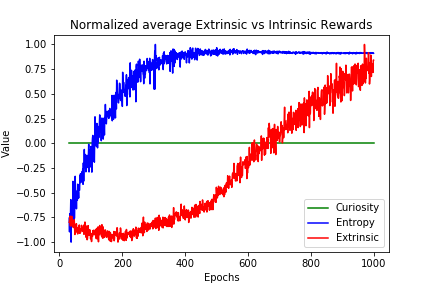 Normalized average Extrinsic vs Intrinsic Rewards
1.00
0.75
0.50
0.25
0.00
−0.25
−0.50
−0.75
−1.00
Value
0
200
400
600
800
1000
Epochs
Curiosity
Entropy
Extrinsic